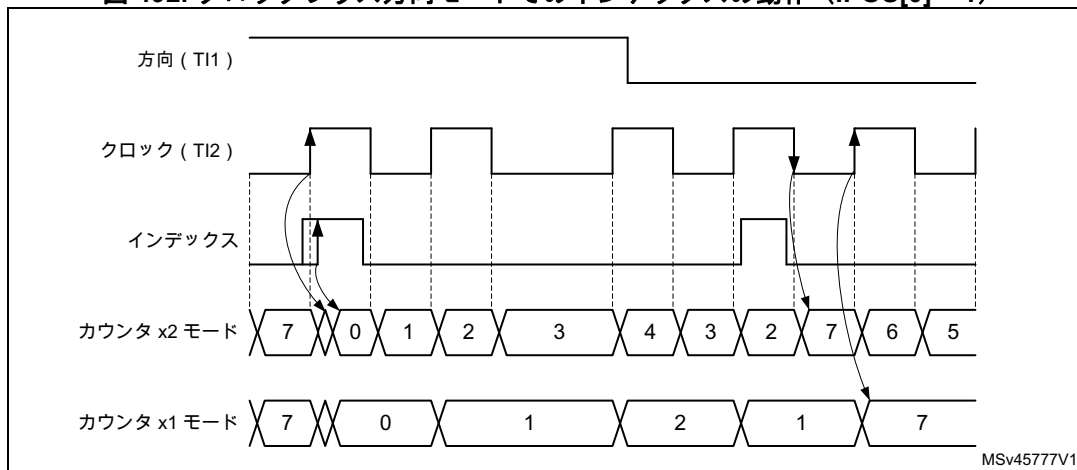 方向（TI1）
クロック（TI2）
インデックス
カウンタ x2 モード 7 0 1 2 3 4 3 2 7 6 5
カウンタ x1 モード 7 0 1 2 1 7
MSv45777V1